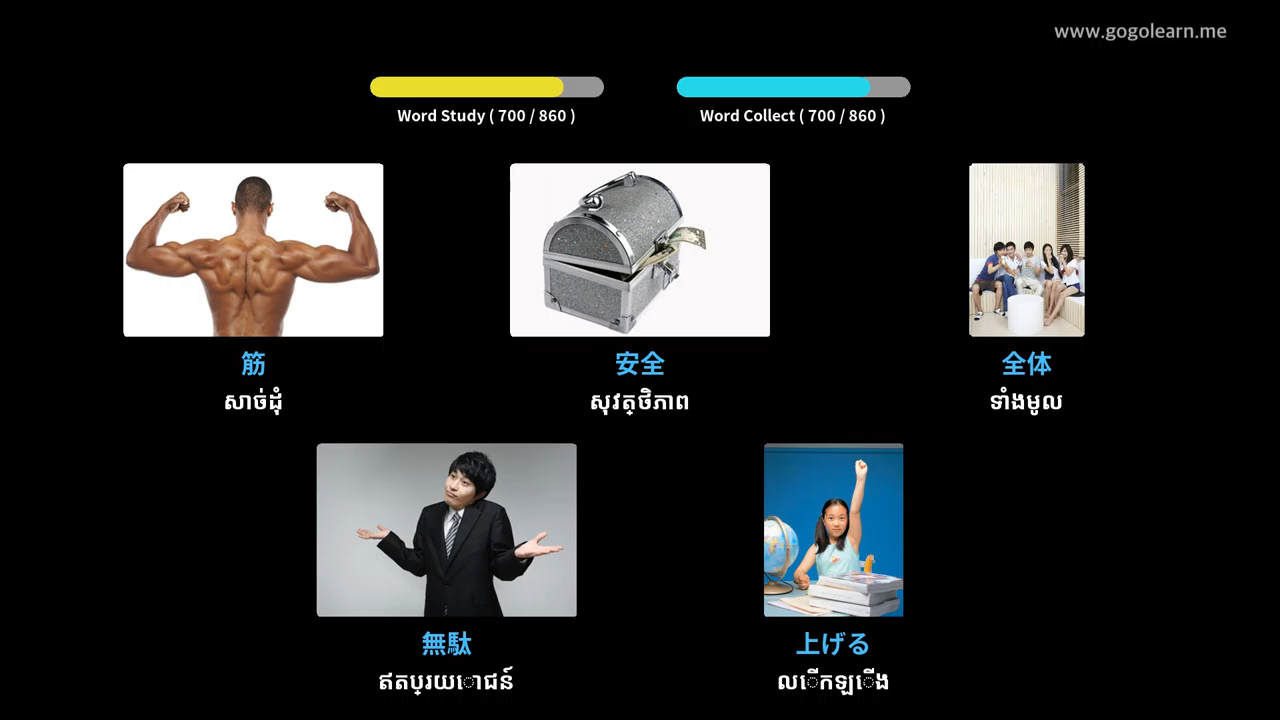 www.gogolearn.me
Word Study ( 700 / 860 )
Word Collect ( 700 / 860 )
筋
សាច់ដុំ
安全
សុវត្ថិភាព
全体
ទាំងមូល
無駄
ឥតប្រយោជន៍
上げる
លើកឡើង